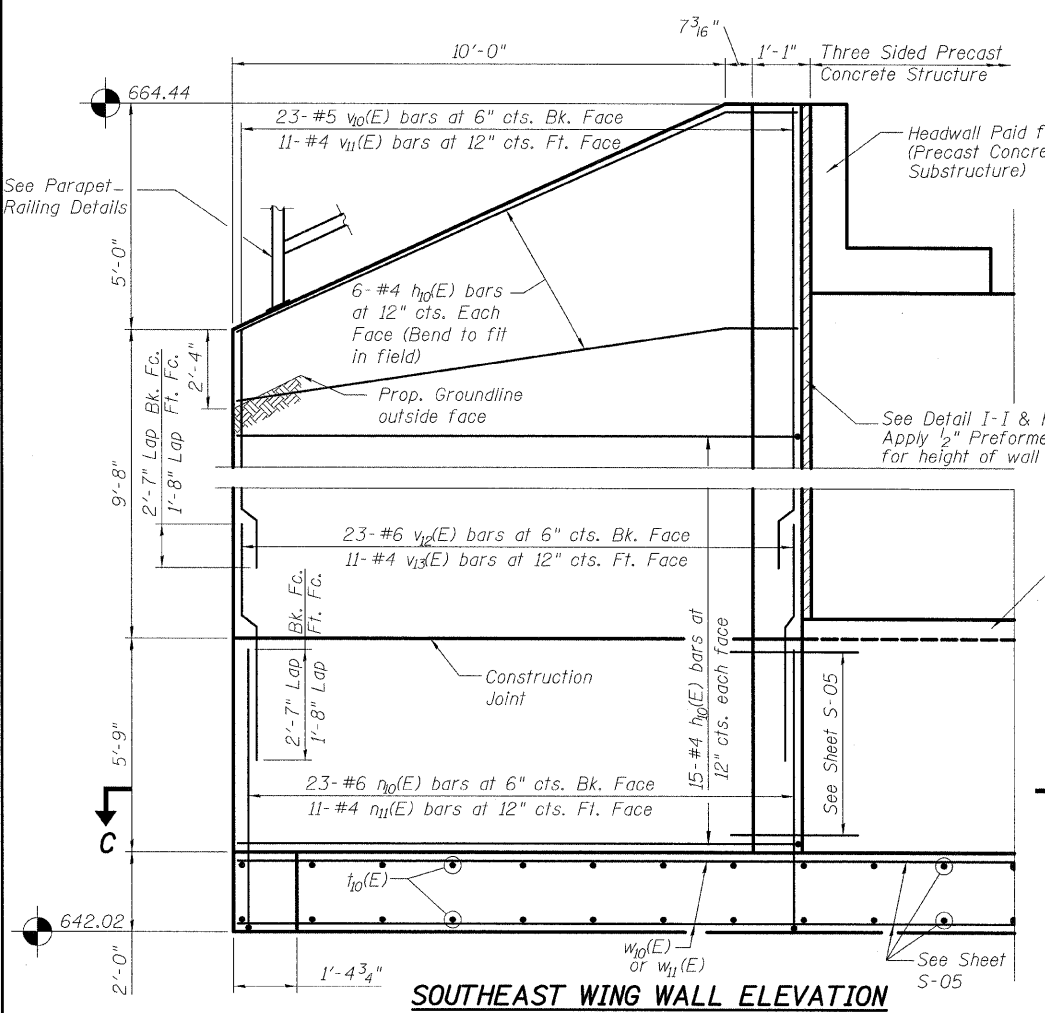 7 3/16"
10'-0"
1'-1"
Three Sided Precast
Concrete Structure
664.44
23- #5 v10(E) bars at 6" cts. Bk. Face
11- #4 v11(E) bars at 12" cts. Ft. Face
Headwall Paid f
(Precast Concre
Substructure)
See Parapet
Railing Details
5'-0"
6- #4 h10(E) bars
at 12" cts. Each
Face (Bend to fit
in field)
2'-4"
Prop. Groundline
outside face
See Detail I-I &
Apply 1/2" Preforme
for height of wall
9'-8"
2'-7" Lap Bk. Fc.
1'-8" Lap Ft. Fc.
23- #6 v12(E) bars at 6" cts. Bk. Face
11- #4 v13(E) bars at 12" cts. Ft. Face
2'-7" Lap Bk. Fc.
1'-8" Lap Ft. Fc.
Construction
Joint
15- #4 h10(E) bars at
12" cts. each face
See Sheet S-05
5'-9"
23- #6 n10(E) bars at 6" cts. Bk. Face
11- #4 n11(E) bars at 12" cts. Ft. Face
C
t10(E)
642.02
w10(E)
or w11(E)
See Sheet
S-05
2'-0"
1'-4 3/4"
SOUTHEAST WING WALL ELEVATION